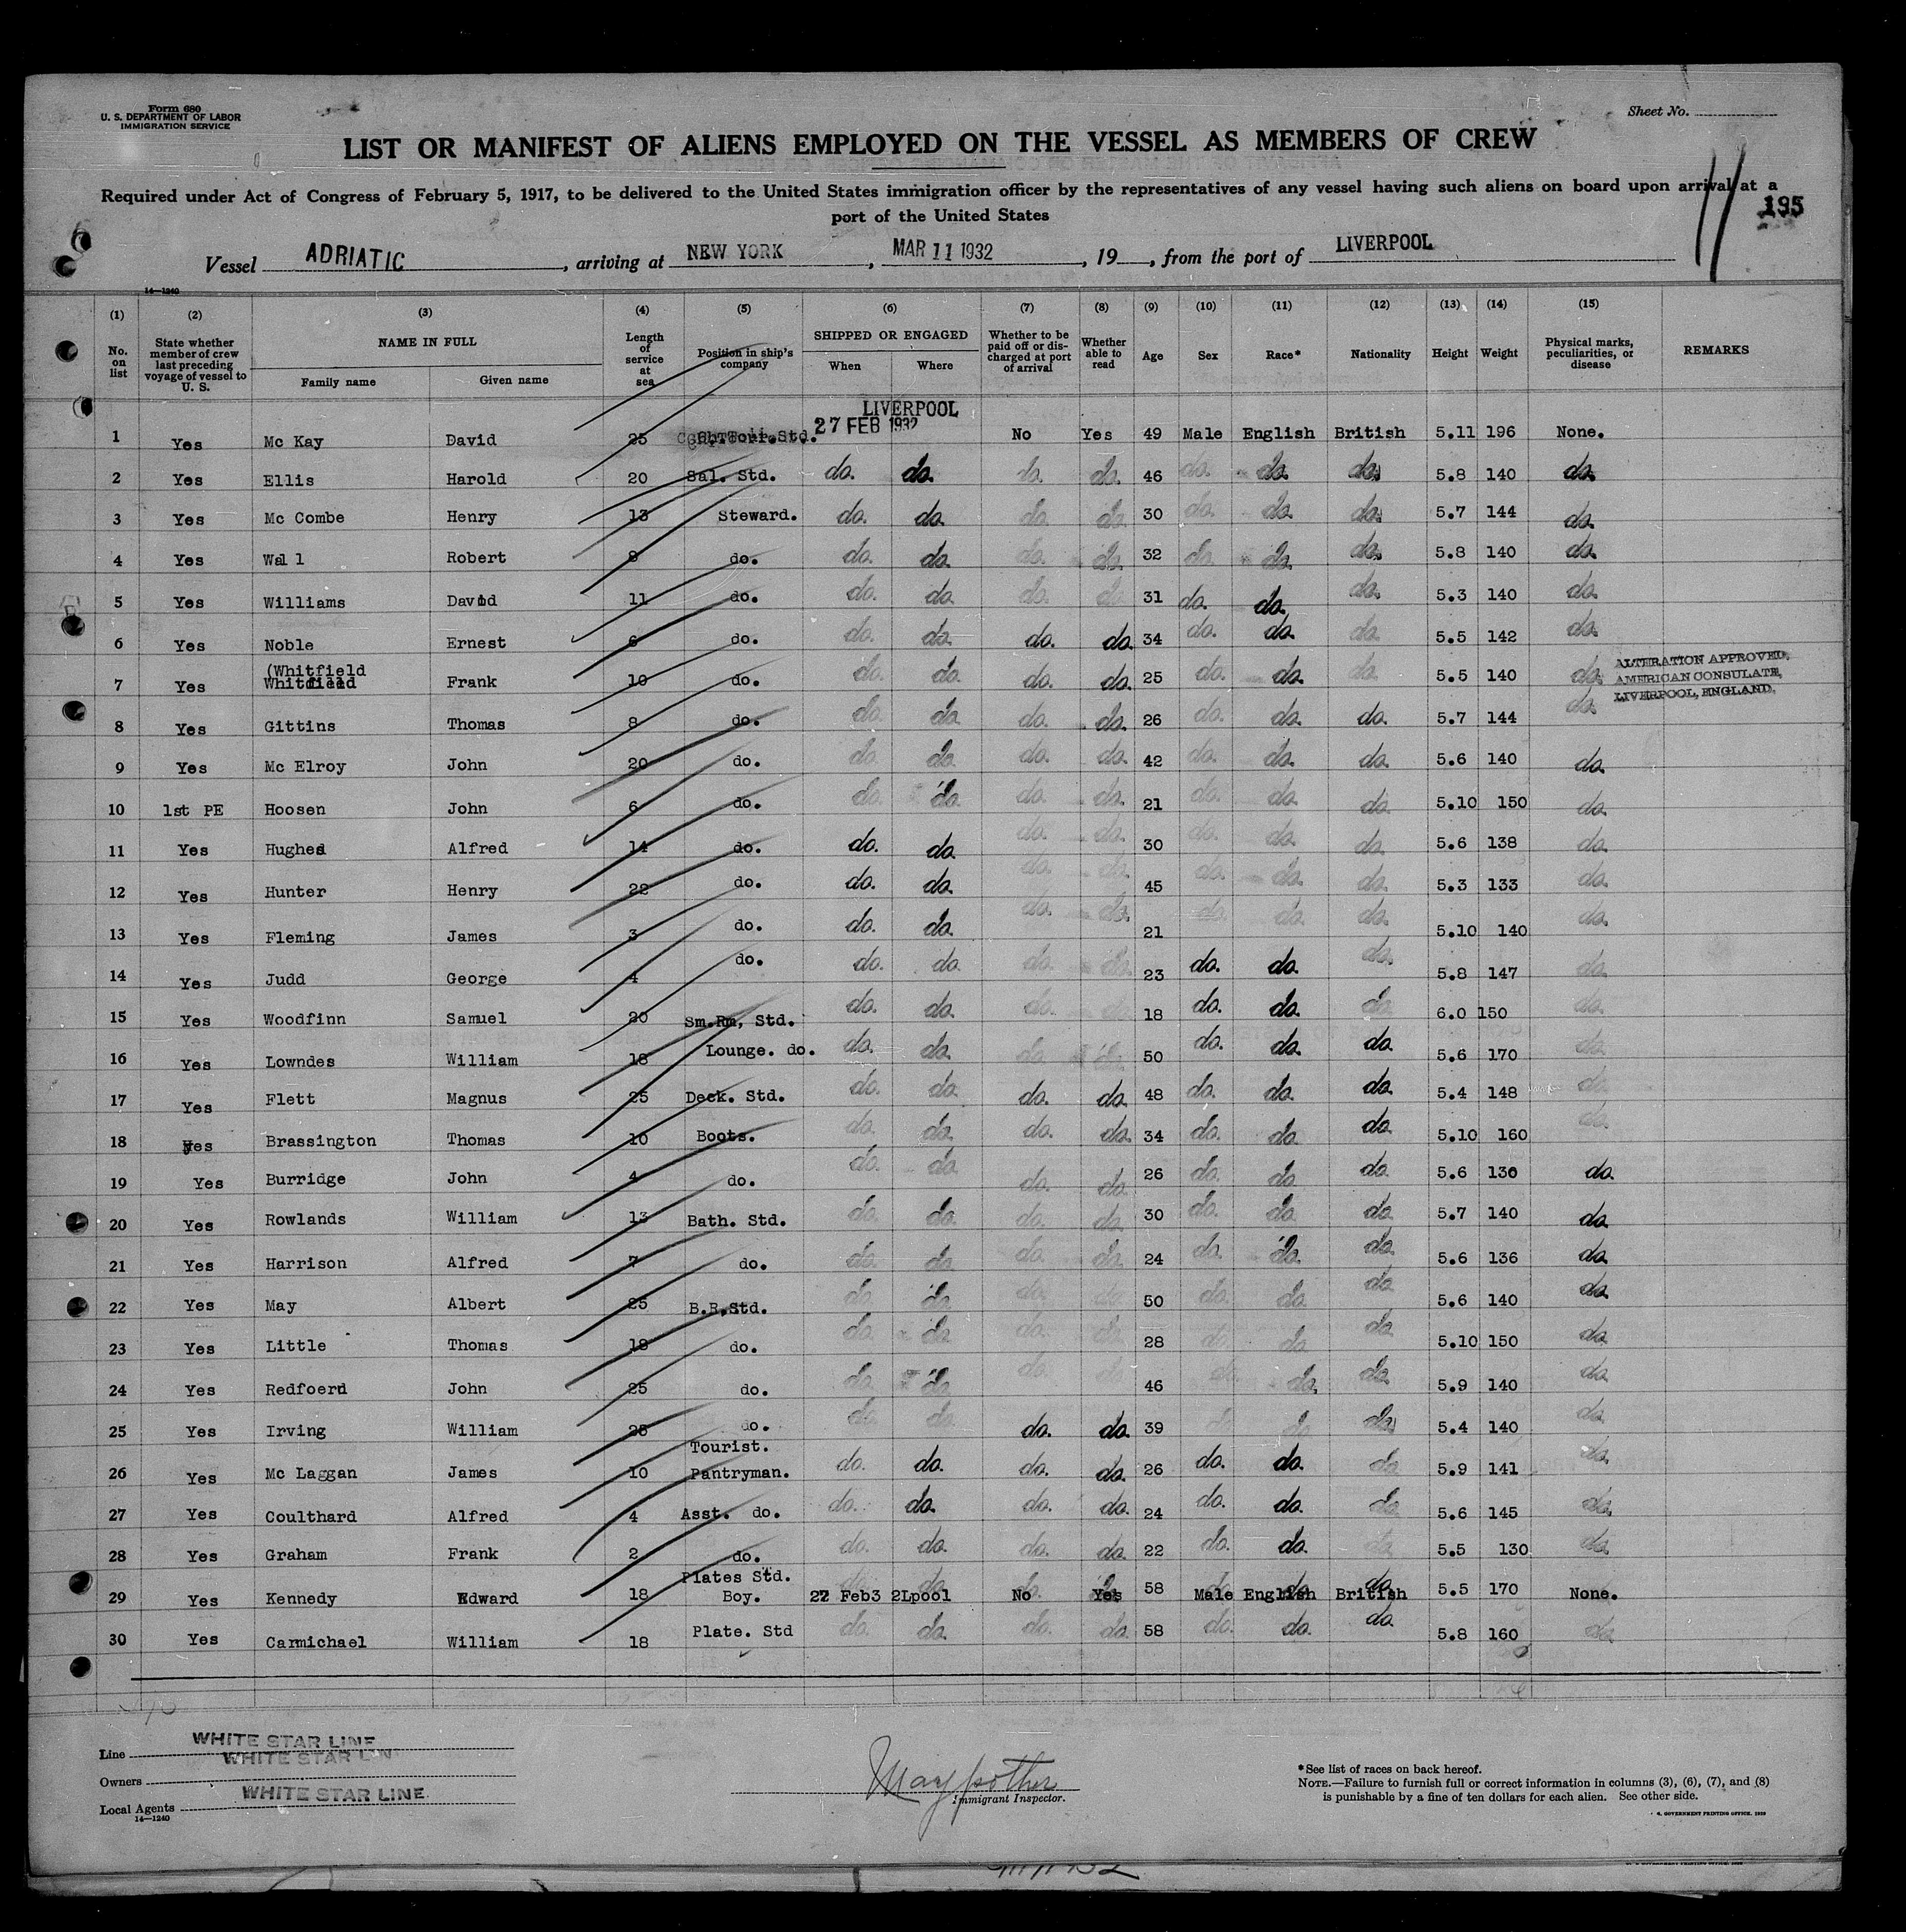 Form 680
U. S. DEPARTMENT OF LABOR
IMMIGRATION SERVICE
Sheet No.
LIST OR MANIFEST OF ALIENS EMPLOYED ON THE VESSEL AS MEMBERS OF CREW
Required under Act of Congress of February 5, 1917, to be delivered to the United States immigration officer by the representatives of any vessel having such aliens on board upon arrival at a
port of the United States
195
Vessel ADRIATIC, arriving at NEW YORK, MAR 11 1932, 19__, from the port of LIVERPOOL
14—1240
(1) (2) (3) (4) (5) (6) (7) (8) (9) (10) (11) (12) (13) (14) (15)
No. on list
State whether member of crew last preceding voyage of vessel to U. S.
NAME IN FULL
Family name
Given name
Length of service at sea
Position in ship's company
SHIPPED OR ENGAGED
When
Where
Whether to be paid off or discharged at port of arrival
Whether able to read
Age
Sex
Race*
Nationality
Height
Weight
Physical marks, peculiarities, or disease
REMARKS
LIVERPOOL
1 Yes Mc Kay David 25 Std. 27 FEB 1932 No Yes 49 Male English British 5.11 196 None.
2 Yes Ellis Harold 20 Sal. Std. do. do. do. do. 46 do. do. do. 5.8 140 do.
3 Yes Mc Combe Henry 13 Steward. do. do. do. do. 30 do. do. do. 5.7 144 do.
4 Yes Wall Robert 8 do. do. do. do. do. 32 do. do. do. 5.8 140 do.
5 Yes Williams David 11 do. do. do. do. do. 31 do. do. do. 5.3 140 do.
6 Yes Noble Ernest 6 do. do. do. do. do. 34 do. do. do. 5.5 142 do.
(Whitfield
7 Yes Whitfield Frank 10 do. do. do. do. do. 25 do. do. do. 5.5 140 do.
ALTERATION APPROVED,
AMERICAN CONSULATE,
LIVERPOOL, ENGLAND.
8 Yes Gittins Thomas 8 do. do. do. do. do. 26 do. do. do. 5.7 144 do.
9 Yes Mc Elroy John 20 do. do. do. do. do. 42 do. do. do. 5.6 140 do.
10 1st PE Hoosen John 6 do. do. do. do. do. 21 do. do. do. 5.10 150 do.
11 Yes Hughes Alfred 14 do. do. do. do. do. 30 do. do. do. 5.6 138 do.
12 Yes Hunter Henry 22 do. do. do. do. do. 45 do. do. do. 5.3 133 do.
13 Yes Fleming James 3 do. do. do. do. do. 21 do. do. do. 5.10 140 do.
14 Yes Judd George 4 do. do. do. do. do. 23 do. do. do. 5.8 147 do.
15 Yes Woodfinn Samuel 20 Sm.Rm, Std. do. do. do. do. 18 do. do. do. 6.0 150 do.
16 Yes Lowndes William 18 Lounge. do. do. do. do. do. 50 do. do. do. 5.6 170 do.
17 Yes Flett Magnus 25 Deck. Std. do. do. do. do. 48 do. do. do. 5.4 148 do.
18 Yes Brassington Thomas 10 Boots. do. do. do. do. 34 do. do. do. 5.10 160 do.
19 Yes Burridge John 4 do. do. do. do. do. 26 do. do. do. 5.6 130 do.
20 Yes Rowlands William 13 Bath. Std. do. do. do. do. 30 do. do. do. 5.7 140 do.
21 Yes Harrison Alfred 7 do. do. do. do. do. 24 do. do. do. 5.6 136 do.
22 Yes May Albert 25 B.R.Std. do. do. do. do. 50 do. do. do. 5.6 140 do.
23 Yes Little Thomas 18 do. do. do. do. do. 28 do. do. do. 5.10 150 do.
24 Yes Redfoerd John 25 do. do. do. do. do. 46 do. do. do. 5.9 140 do.
25 Yes Irving William 28 do. do. do. do. do. 39 do. do. do. 5.4 140 do.
Tourist.
26 Yes Mc Laggan James 10 Pantryman. do. do. do. do. 26 do. do. do. 5.9 141 do.
27 Yes Coulthard Alfred 4 Asst. do. do. do. do. do. 24 do. do. do. 5.6 145 do.
28 Yes Graham Frank 2 do. do. do. do. do. 22 do. do. do. 5.5 130 do.
Plates Std.
29 Yes Kennedy Edward 18 Boy. 27 Feb32 Lpool No Yes 58 Male English British 5.5 170 None.
30 Yes Carmichael William 18 Plate. Std do. do. do. do. 58 do. do. do. 5.8 160 do.
Line WHITE STAR LINE
WHITE STAR LIN
Owners
Local Agents WHITE STAR LINE
14—1240
Immigrant Inspector.
*See list of races on back hereof.
NOTE.—Failure to furnish full or correct information in columns (3), (6), (7), and (8)
is punishable by a fine of ten dollars for each alien. See other side.
GOVERNMENT PRINTING OFFICE